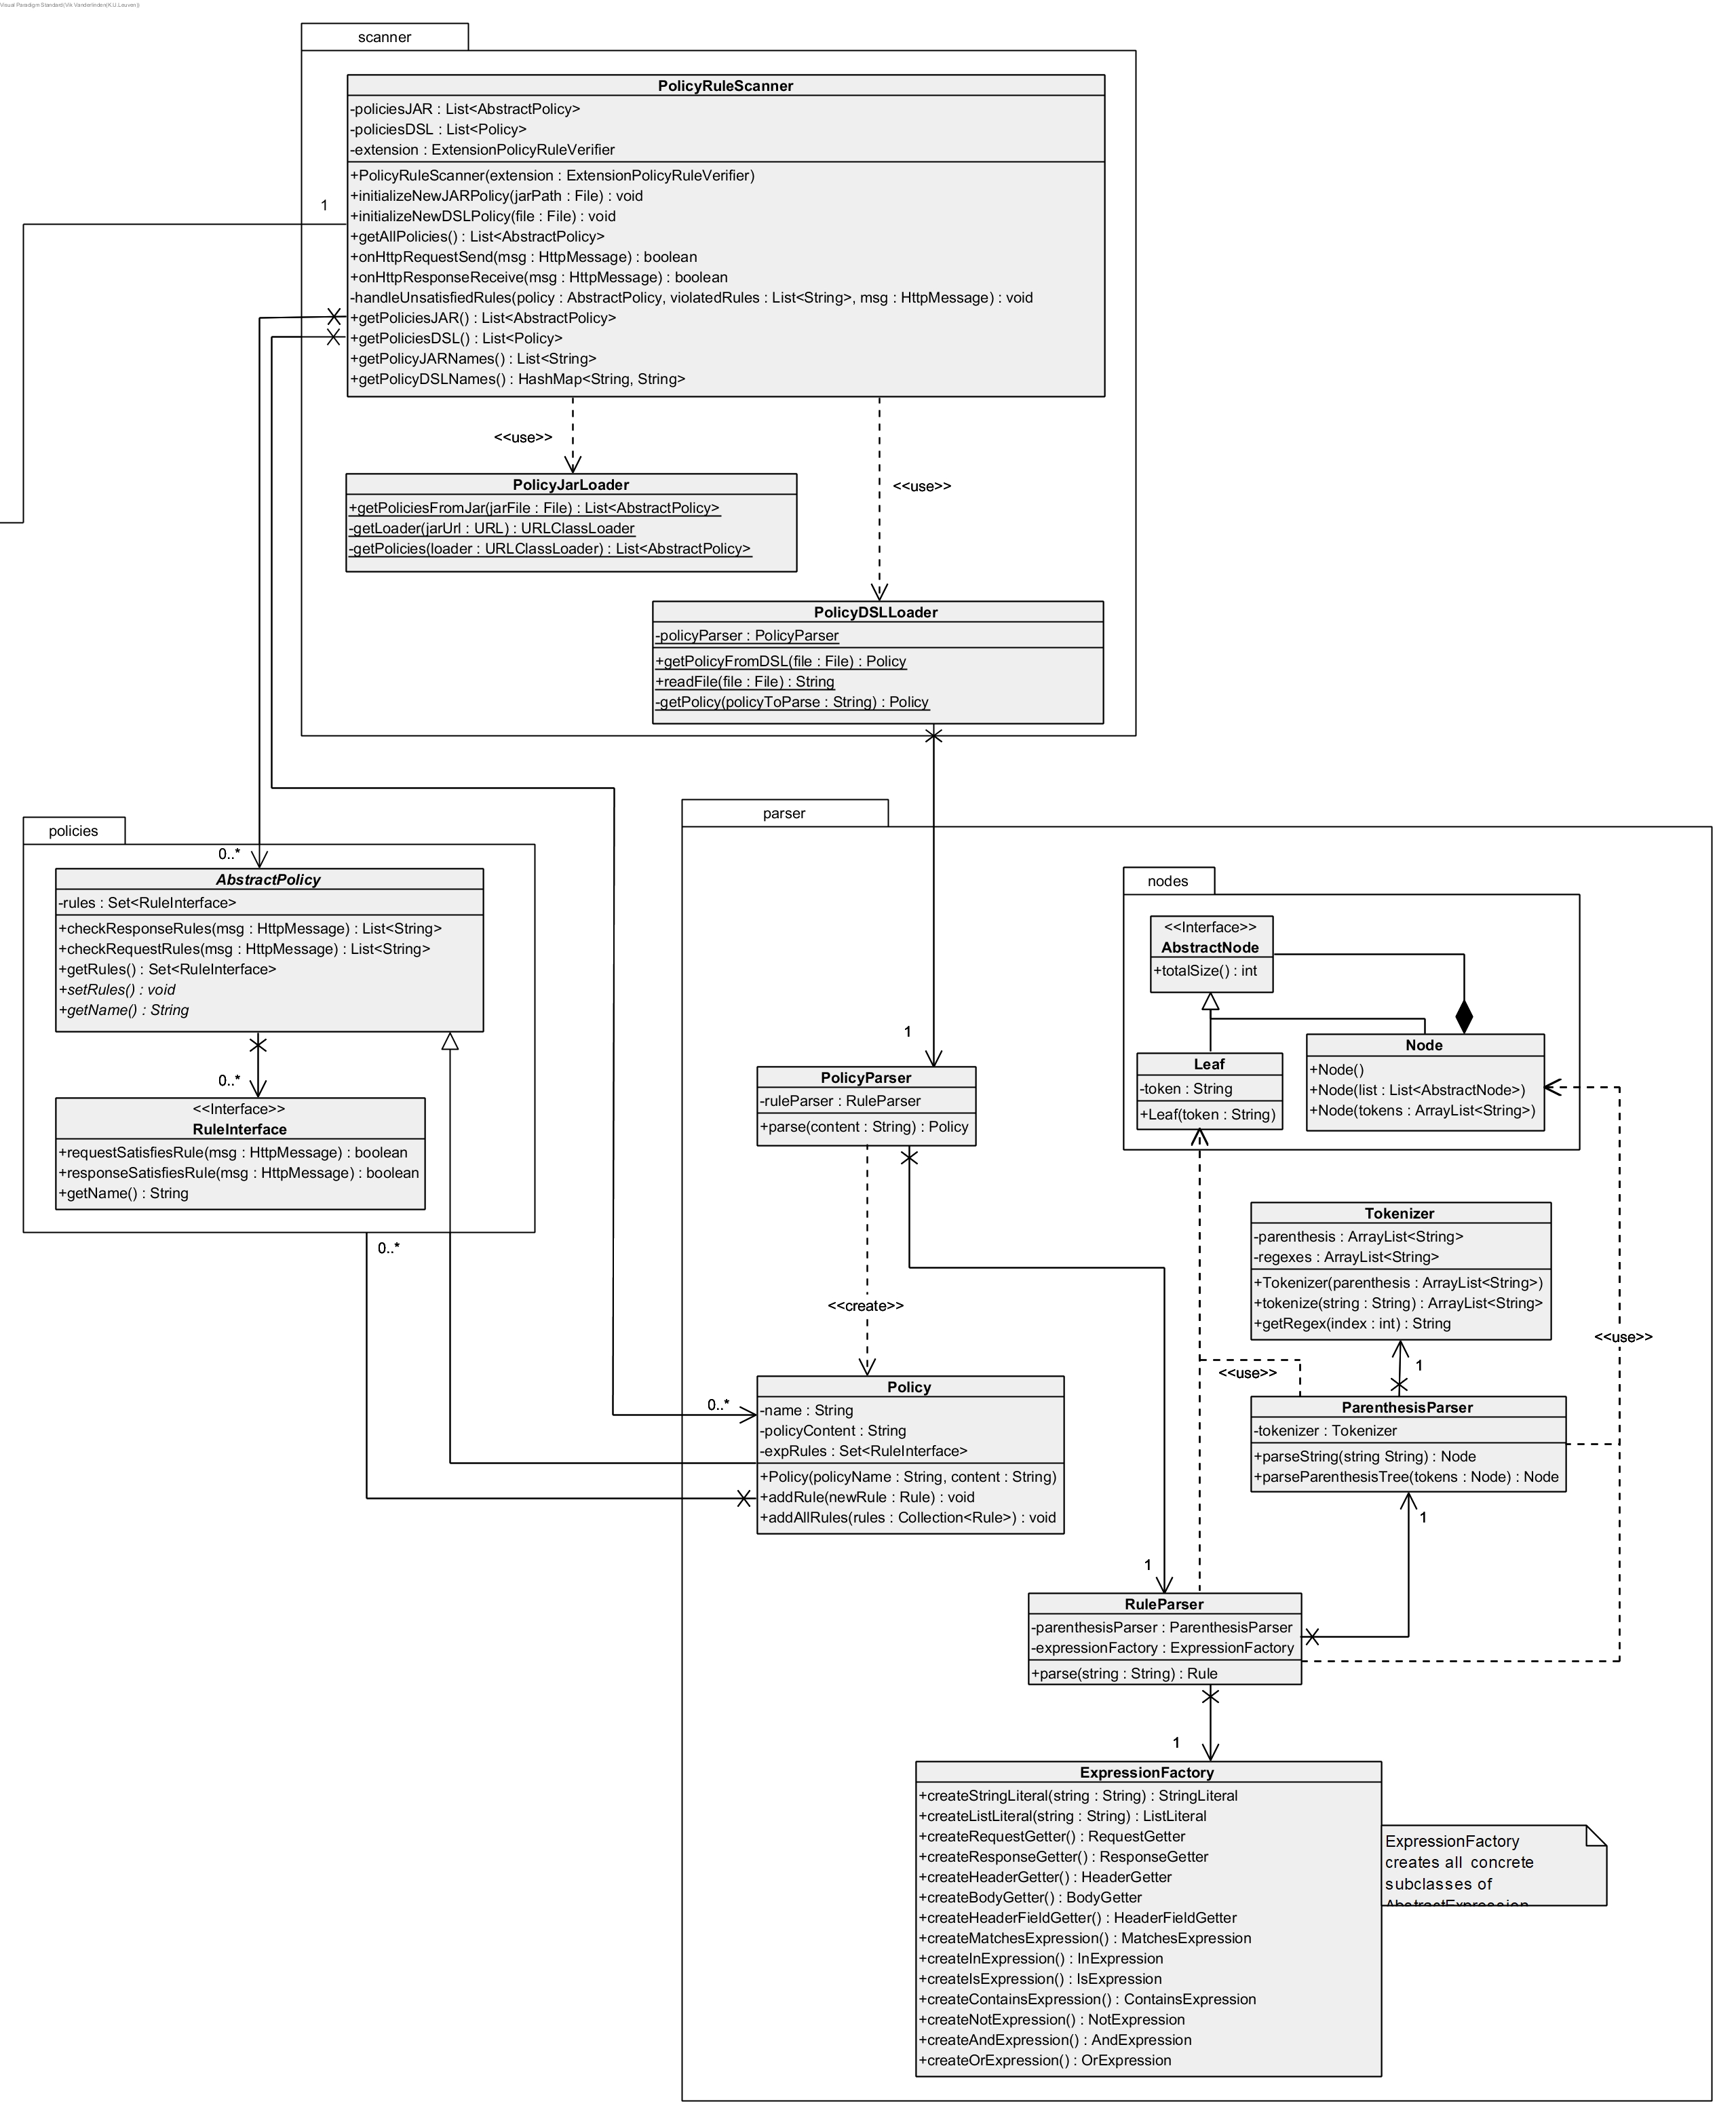 Visual Paradigm Standard(Vik Vanderlinden(K.U.Leuven))
scanner
PolicyRuleScanner
-policiesJAR : List<AbstractPolicy>
-policiesDSL : List<Policy>
-extension : ExtensionPolicyRuleVerifier
+PolicyRuleScanner(extension : ExtensionPolicyRuleVerifier)
+initializeNewJARPolicy(jarPath : File) : void
+initializeNewDSLPolicy(file : File) : void
+getAllPolicies() : List<AbstractPolicy>
+onHttpRequestSend(msg : HttpMessage) : boolean
+onHttpResponseReceive(msg : HttpMessage) : boolean
-handleUnsatisfiedRules(policy : AbstractPolicy, violatedRules : List<String>, msg : HttpMessage) : void
+getPoliciesJAR() : List<AbstractPolicy>
+getPoliciesDSL() : List<Policy>
+getPolicyJARNames() : List<String>
+getPolicyDSLNames() : HashMap<String, String>
1
<<use>>
<<use>>
PolicyJarLoader
+getPoliciesFromJar(jarFile : File) : List<AbstractPolicy>
-getLoader(jarUrl : URL) : URLClassLoader
-getPolicies(loader : URLClassLoader) : List<AbstractPolicy>
PolicyDSLLoader
-policyParser : PolicyParser
+getPolicyFromDSL(file : File) : Policy
+readFile(file : File) : String
-getPolicy(policyToParse : String) : Policy
policies
0..*
AbstractPolicy
-rules : Set<RuleInterface>
+checkResponseRules(msg : HttpMessage) : List<String>
+checkRequestRules(msg : HttpMessage) : List<String>
+getRules() : Set<RuleInterface>
+setRules() : void
+getName() : String
0..*
<<Interface>>
RuleInterface
+requestSatisfiesRule(msg : HttpMessage) : boolean
+responseSatisfiesRule(msg : HttpMessage) : boolean
+getName() : String
0..*
parser
nodes
<<Interface>>
AbstractNode
+totalSize() : int
Leaf
-token : String
+Leaf(token : String)
Node
+Node()
+Node(list : List<AbstractNode>)
+Node(tokens : ArrayList<String>)
1
PolicyParser
-ruleParser : RuleParser
+parse(content : String) : Policy
<<create>>
Tokenizer
-parenthesis : ArrayList<String>
-regexes : ArrayList<String>
+Tokenizer(parenthesis : ArrayList<String>)
+tokenize(string : String) : ArrayList<String>
+getRegex(index : int) : String
<<use>>
<<use>>
1
0..*
Policy
-name : String
-policyContent : String
-expRules : Set<RuleInterface>
+Policy(policyName : String, content : String)
+addRule(newRule : Rule) : void
+addAllRules(rules : Collection<Rule>) : void
ParenthesisParser
-tokenizer : Tokenizer
+parseString(string String) : Node
+parseParenthesisTree(tokens : Node) : Node
1
1
RuleParser
-parenthesisParser : ParenthesisParser
-expressionFactory : ExpressionFactory
+parse(string : String) : Rule
1
ExpressionFactory
+createStringLiteral(string : String) : StringLiteral
+createListLiteral(string : String) : ListLiteral
+createRequestGetter() : RequestGetter
+createResponseGetter() : ResponseGetter
+createHeaderGetter() : HeaderGetter
+createBodyGetter() : BodyGetter
+createHeaderFieldGetter() : HeaderFieldGetter
+createMatchesExpression() : MatchesExpression
+createInExpression() : InExpression
+createIsExpression() : IsExpression
+createContainsExpression() : ContainsExpression
+createNotExpression() : NotExpression
+createAndExpression() : AndExpression
+createOrExpression() : OrExpression
ExpressionFactory
creates all concrete
subclasses of
AbstractExpression